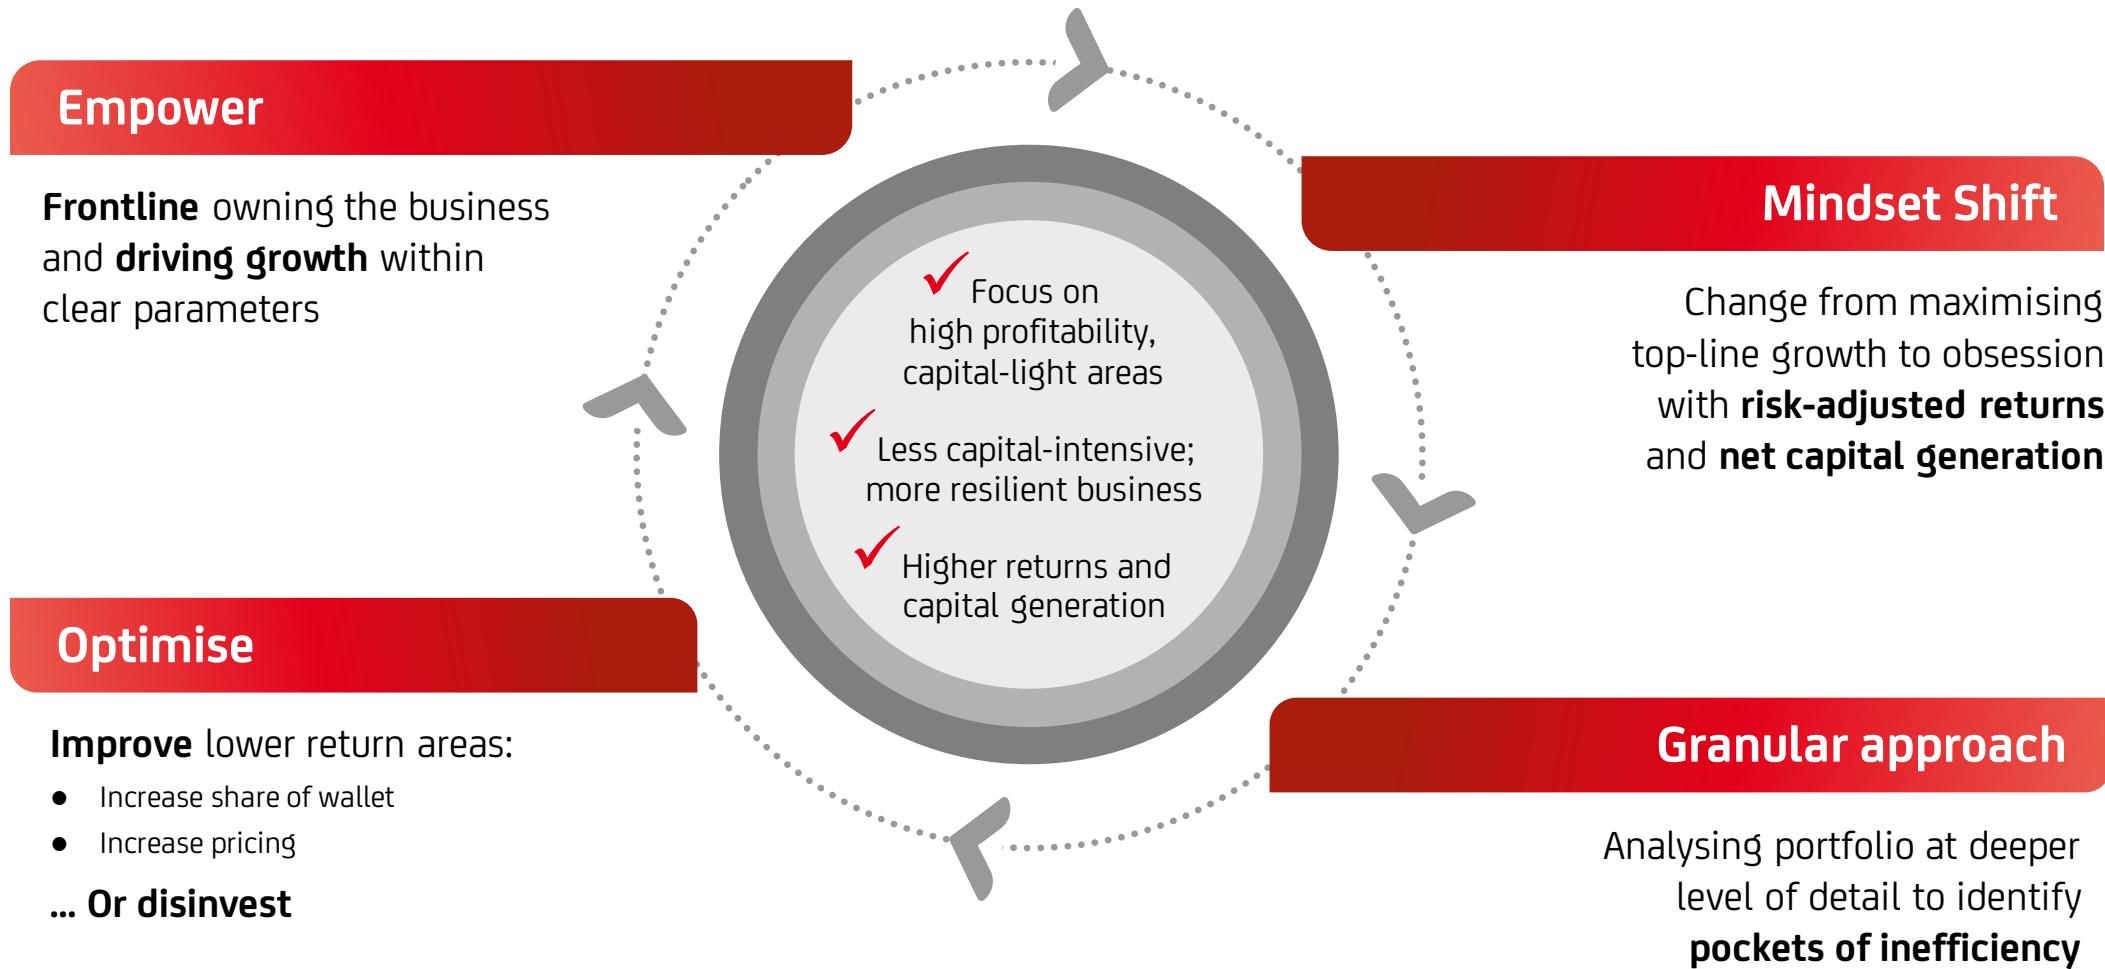 Empower
Frontline owning the business
and driving growth within
clear parameters
Mindset Shift
Change from maximising
top-line growth to obsession
with risk-adjusted returns
and net capital generation
Focus on
high profitability,
capital-light areas
Less capital-intensive;
more resilient business
Higher returns and
capital generation
Optimise
Improve lower return areas:
● Increase share of wallet
● Increase pricing
... Or disinvest
Granular approach
Analysing portfolio at deeper
level of detail to identify
pockets of inefficiency